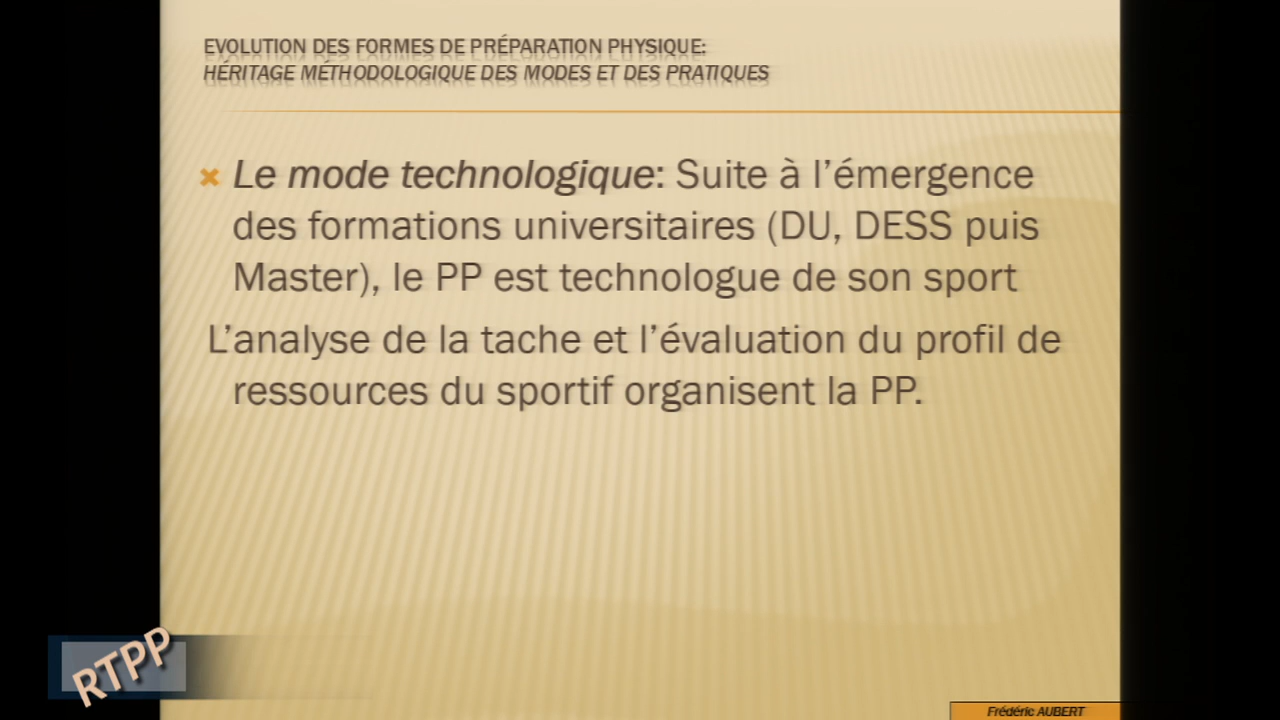 EVOLUTION DES FORMES DE PRÉPARATION PHYSIQUE:
HÉRITAGE MÉTHODOLOGIQUE DES MODES ET DES PRATIQUES
Le mode technologique: Suite à l'émergence
des formations universitaires (DU, DESS puis
Master), le PP est technologue de son sport
L'analyse de la tache et l'évaluation du profil de
ressources du sportif organisent la PP.
RTPP
Frédéric AUBERT